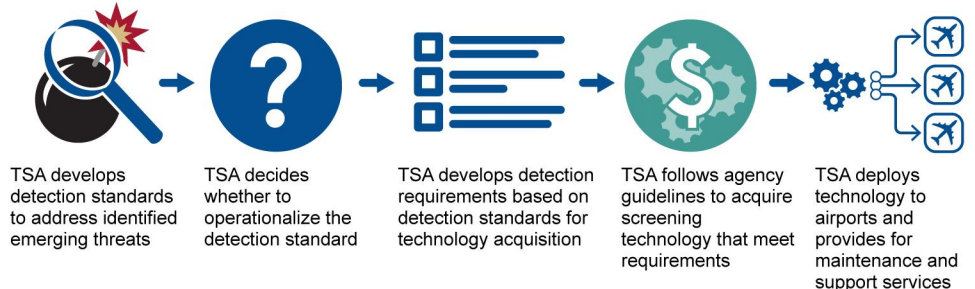 TSA develops
detection standards
to address identified
emerging threats
TSA decides
whether to
operationalize the
detection standard
TSA develops detection
requirements based on
detection standards for
technology acquisition
TSA follows agency
guidelines to acquire
screening
technology that meet
requirements
TSA deploys
technology to
airports and
provides for
maintenance and
support services